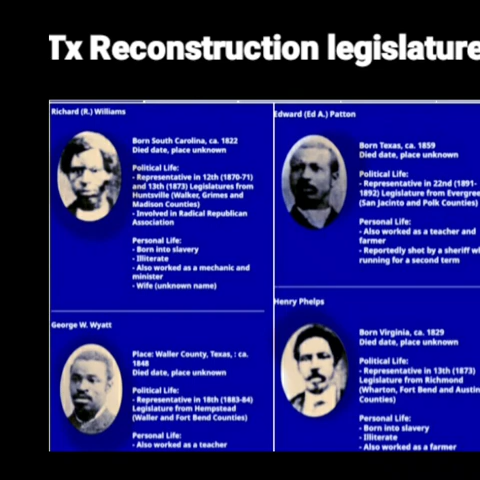 Tx Reconstruction legislature
Richard (R.) Williams
Born South Carolina, ca. 1822
Died date, place unknown
Political Life:
- Representative in 12th (1870-71)
and 13th (1873) Legislatures from
Huntsville (Walker, Grimes and
Madison Counties)
- Involved in Radical Republican
Association
Personal Life:
- Born into slavery
- Illiterate
- Also worked as a mechanic and
minister
- Wife (unknown name)
George W. Wyatt
Place: Waller County, Texas, : ca.
1848
Died date, place unknown
Political Life:
- Representative in 18th (1883-84)
Legislature from Hempstead
(Waller and Fort Bend Counties)
Personal Life:
- Also worked as a teacher
Edward (Ed A.) Patton
Born Texas, ca. 1859
Died date, place unknown
Political Life:
- Representative in 22nd (1891-
1892) Legislature from Evergree
(San Jacinto and Polk Counties)
Personal Life:
- Also worked as a teacher and
farmer
- Reportedly shot by a sheriff wh
running for a second term
Henry Phelps
Born Virginia, ca. 1829
Died date, place unknown
Political Life:
- Representative in 13th (1873)
Legislature from Richmond
(Wharton, Fort Bend and Austin
Counties)
Personal Life:
- Born into slavery
- Illiterate
- Also worked as a farmer